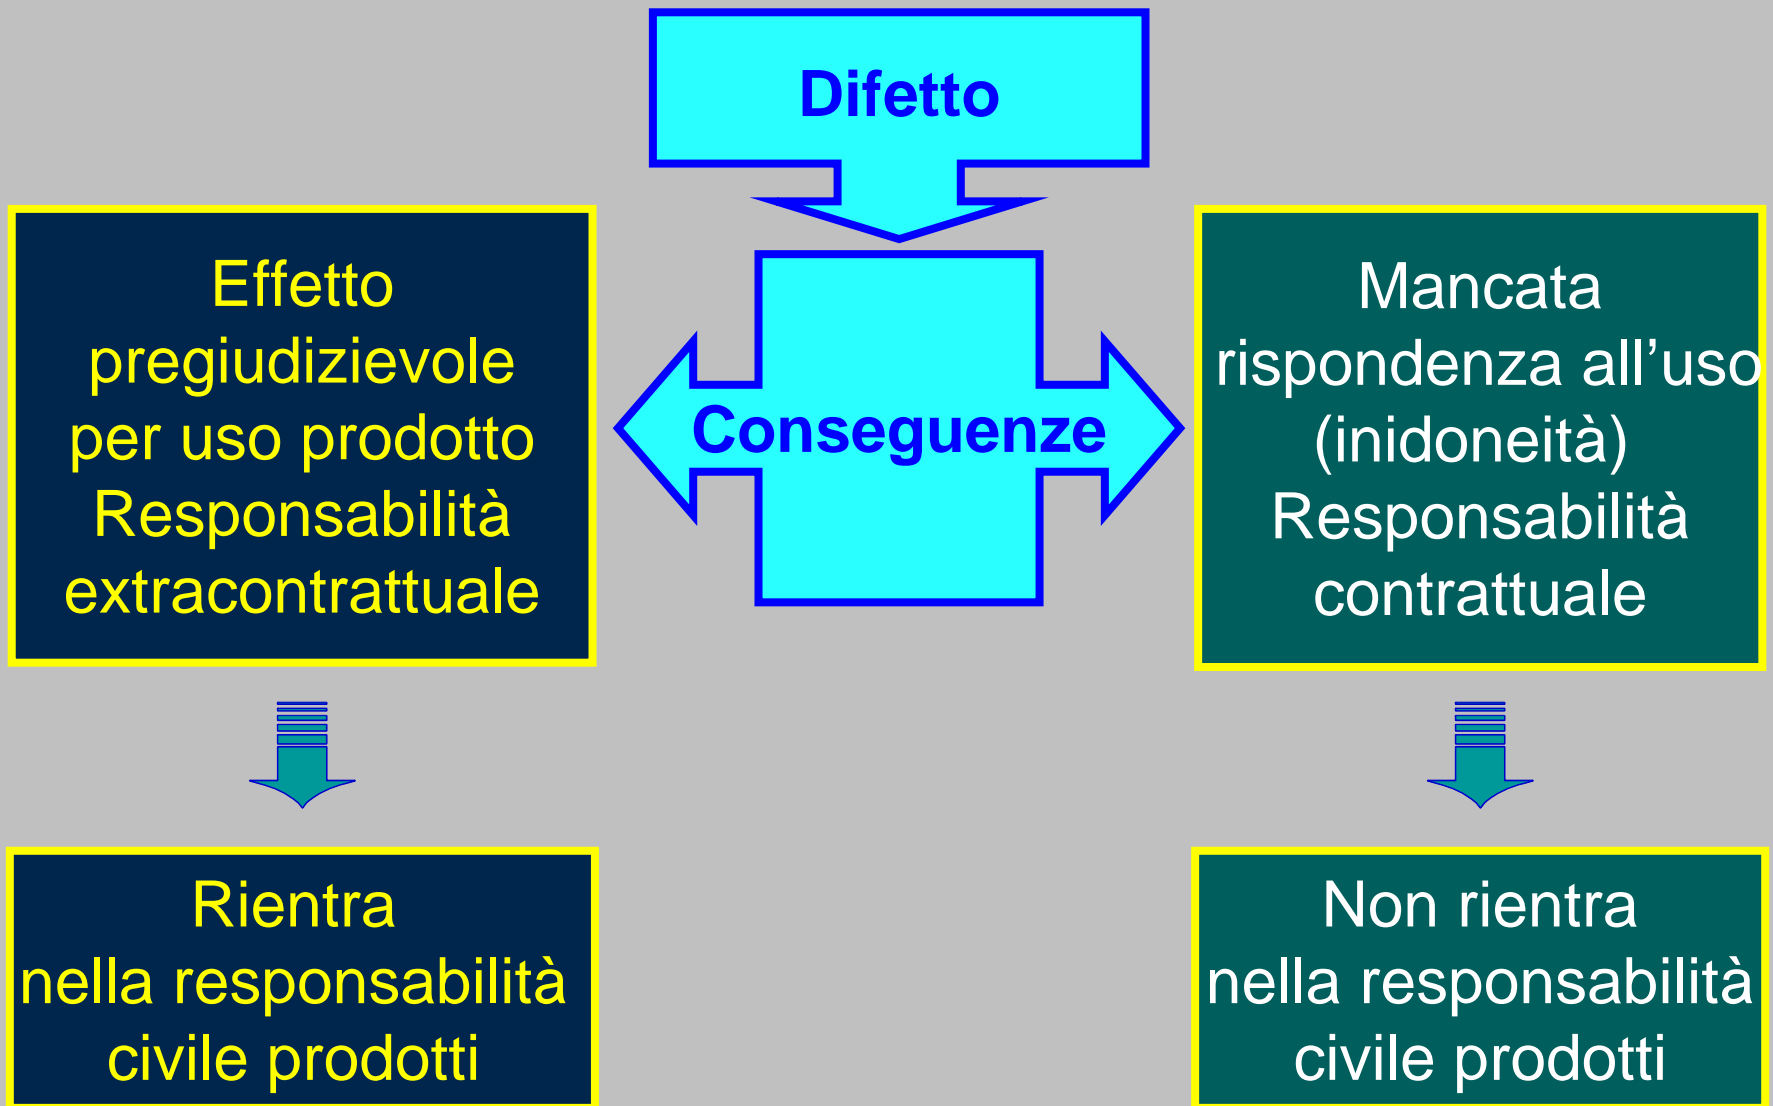 Difetto
Effetto
pregiudizievole
per uso prodotto
Responsabilità
extracontrattuale
Conseguenze
Mancata
rispondenza all’uso
(inidoneità)
Responsabilità
contrattuale
Rientra
nella responsabilità
civile prodotti
Non rientra
nella responsabilità
civile prodotti